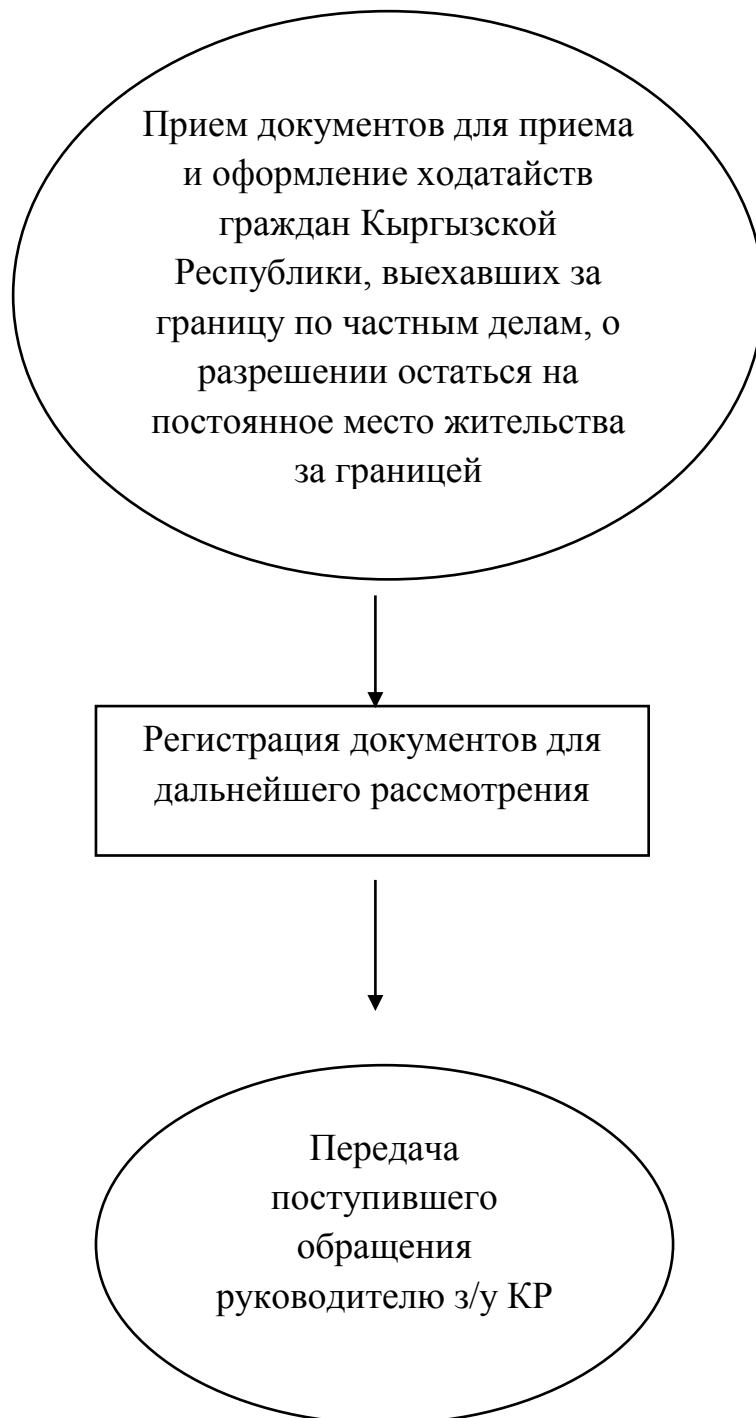 Прием документов для приема
и оформление ходатайств
граждан Кыргызской
Республики, выехавших за
границу по частным делам, о
разрешении остаться на
постоянное место жительства
за границей
Регистрация документов для
дальнейшего рассмотрения
Передача
поступившего
обращения
руководителю з/у КР